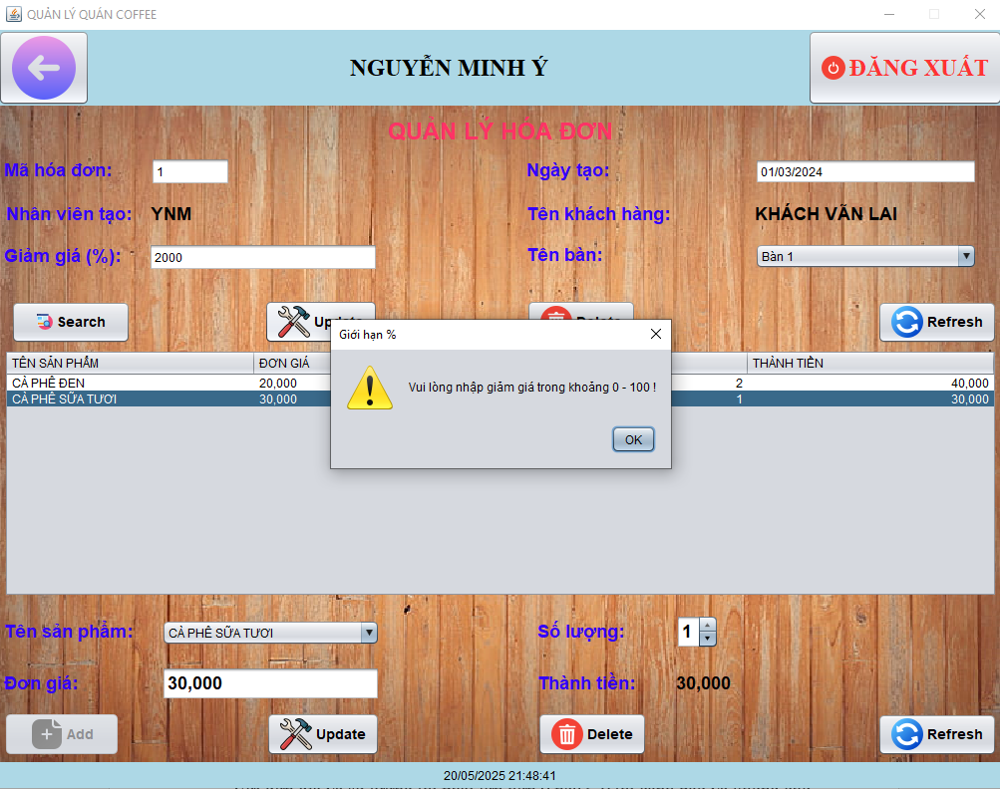 QUẢN LÝ QUÁN COFFEE
NGUYỄN MINH Ý
ĐĂNG XUẤT
QUẢN LÝ HÓA ĐƠN
Mã hóa đơn: 1
Ngày tạo: 01/03/2024
Nhân viên tạo: YNM
Tên khách hàng: KHÁCH VÃN LAI
Giảm giá (%): 2000
Tên bàn: Bàn 1
Search
Refresh
Giới hạn %
Vui lòng nhập giảm giá trong khoảng 0 - 100 !
OK
TÊN SẢN PHẨM ĐƠN GIÁ THÀNH TIỀN
CÀ PHÊ ĐEN 20,000 2 40,000
CÀ PHÊ SỮA TƯƠI 30,000 1 30,000
Tên sản phẩm: CÀ PHÊ SỮA TƯƠI
Số lượng: 1
Đơn giá: 30,000
Thành tiền: 30,000
Add
Update
Delete
Refresh
20/05/2025 21:48:41